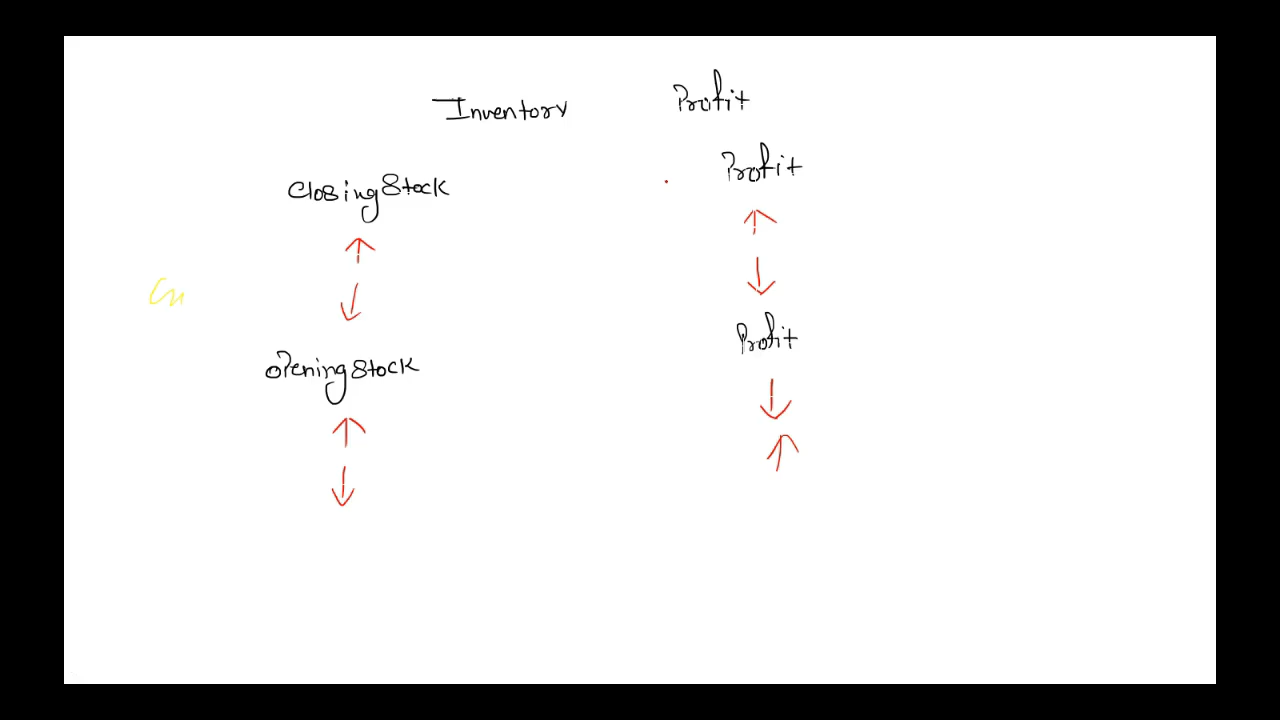 Inventory Profit
Closing Stock Profit
↑ ↑
↓ ↓
Opening Stock Profit
↑ ↓
↓ ↑